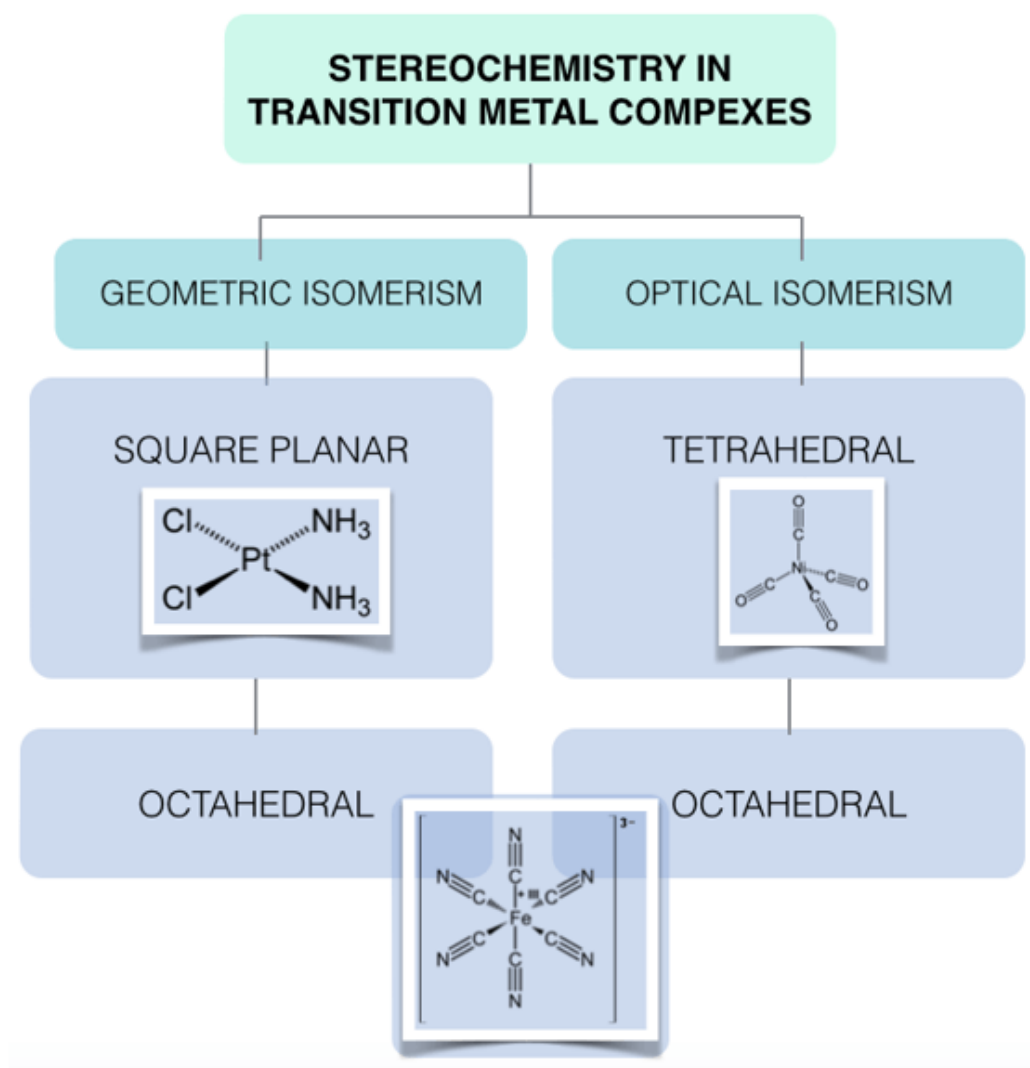 STEREOCHEMISTRY IN
TRANSITION METAL COMPEXES
GEOMETRIC ISOMERISM
OPTICAL ISOMERISM
SQUARE PLANAR
Cl
NH3
Pt
Cl
NH3
TETRAHEDRAL
O
C
Ni
C
O
C
O
C
O
OCTAHEDRAL
OCTAHEDRAL
3-
N
C
N
C
+ III
C
N
Fe
N
C
C
N
C
N